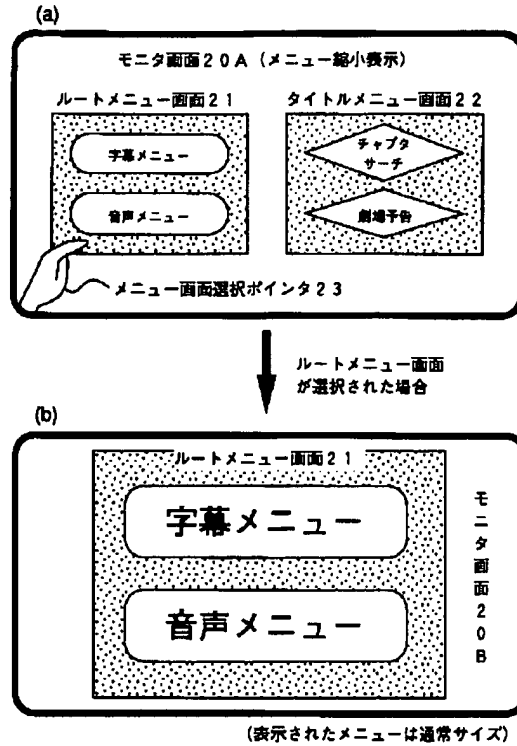 (a)
モニタ画面20A(メニュー縮小表示)
ルートメニュー画面21
タイトルメニュー画面22
字幕メニュー
音声メニュー
チャプタ
サーチ
劇場予告
メニュー画面選択ポインタ23
ルートメニュー画面
が選択された場合
(b)
ルートメニュー画面21
字幕メニュー
音声メニュー
モニタ画面20B
(表示されたメニューは通常サイズ)